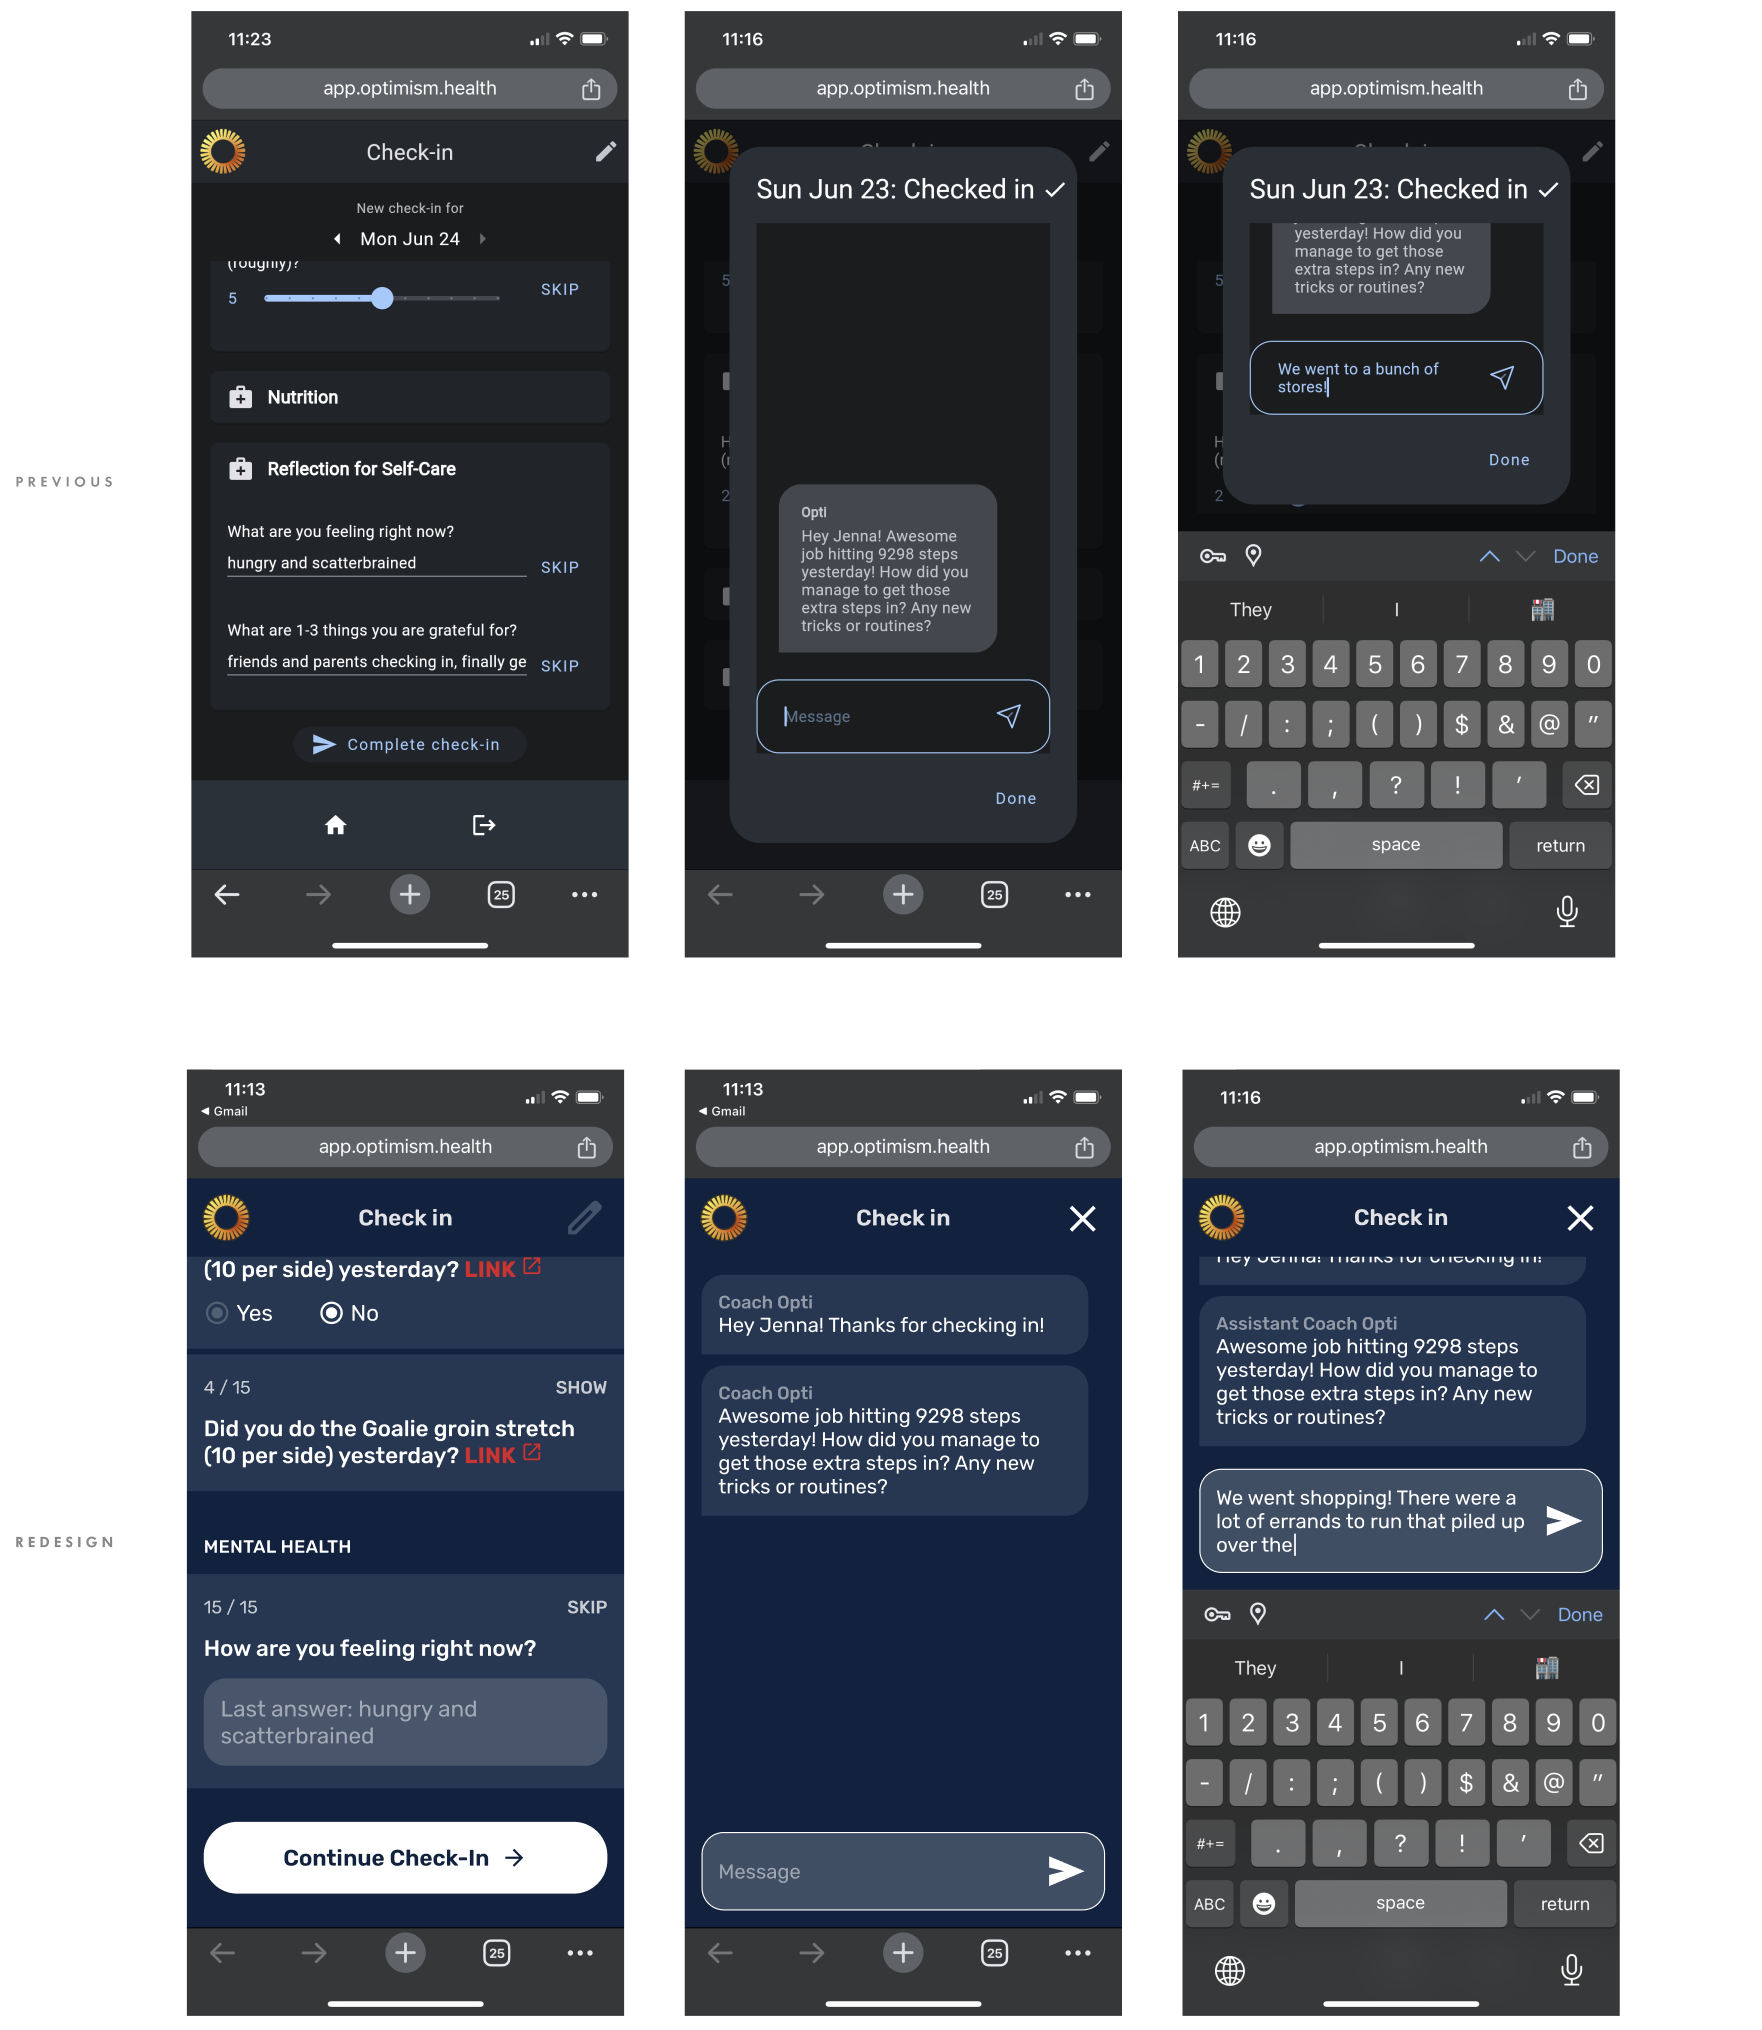 PREVIOUS
11:23
app.optimism.health
Check-in
New check-in for
Mon Jun 24
(roughly)?
5
SKIP
Nutrition
Reflection for Self-Care
What are you feeling right now?
hungry and scatterbrained
SKIP
What are 1-3 things you are grateful for?
friends and parents checking in, finally ge
SKIP
Complete check-in
25
11:16
app.optimism.health
Sun Jun 23: Checked in
5
H
(r
2
Opti
Hey Jenna! Awesome
job hitting 9298 steps
yesterday! How did you
manage to get those
extra steps in? Any new
tricks or routines?
Message
Done
25
11:16
app.optimism.health
Sun Jun 23: Checked in
5
yesterday! How did you
manage to get those
extra steps in? Any new
tricks or routines?
We went to a bunch of
stores!
H
(r
2
Done
Done
They
I
1 2 3 4 5 6 7 8 9 0
- / : ; ( ) $ & @ "
#+= . , ? ! '
ABC space return
REDESIGN
11:13
Gmail
app.optimism.health
Check in
(10 per side) yesterday? LINK
Yes No
4 / 15 SHOW
Did you do the Goalie groin stretch
(10 per side) yesterday? LINK
MENTAL HEALTH
15 / 15 SKIP
How are you feeling right now?
Last answer: hungry and
scatterbrained
Continue Check-In
25
11:13
Gmail
app.optimism.health
Check in
Coach Opti
Hey Jenna! Thanks for checking in!
Coach Opti
Awesome job hitting 9298 steps
yesterday! How did you manage to
get those extra steps in? Any new
tricks or routines?
Message
25
11:16
app.optimism.health
Check in
Hey Jenna! Thanks for checking in!
Assistant Coach Opti
Awesome job hitting 9298 steps
yesterday! How did you manage to
get those extra steps in? Any new
tricks or routines?
We went shopping! There were a
lot of errands to run that piled up
over the
Done
They
I
1 2 3 4 5 6 7 8 9 0
- / : ; ( ) $ & @ "
#+= . , ? ! '
ABC space return